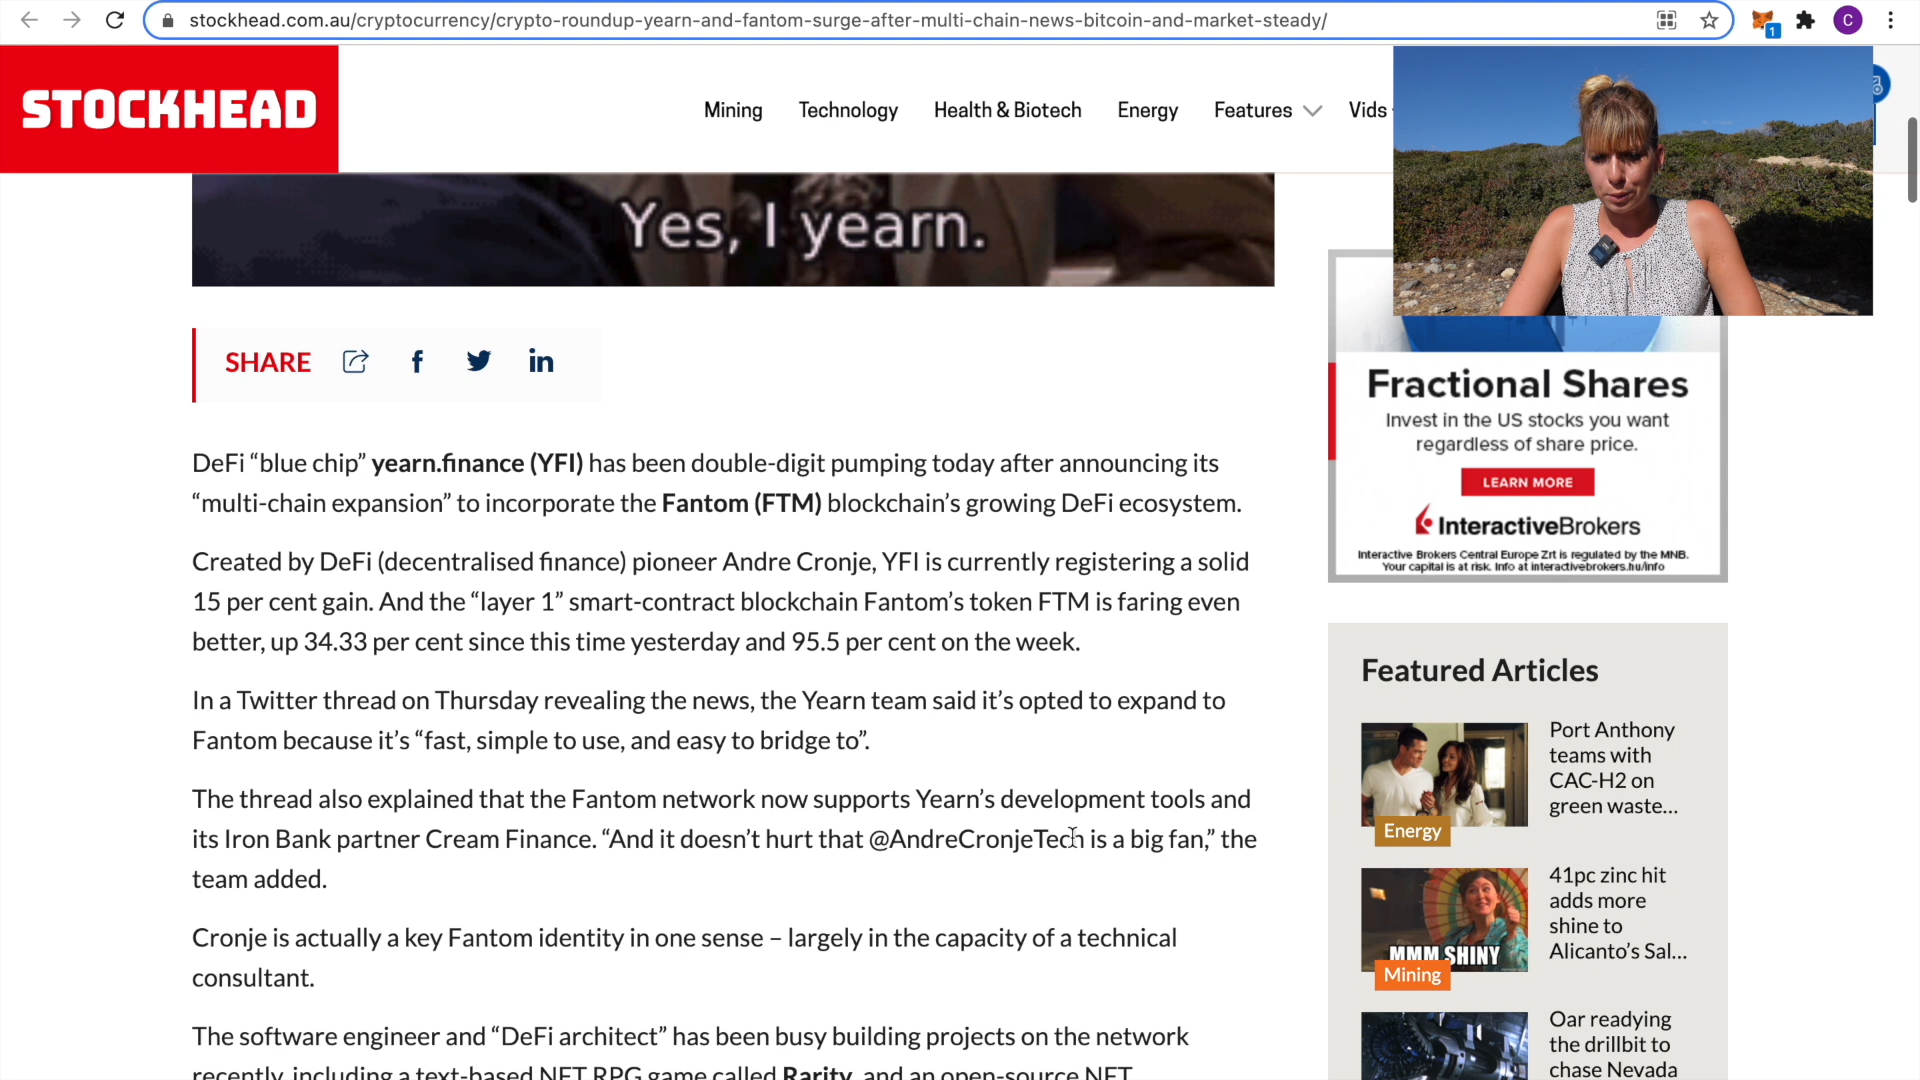 stockhead.com.au/cryptocurrency/crypto-roundup-yearn-and-fantom-surge-after-multi-chain-news-bitcoin-and-market-steady/
1
C
STOCKHEAD
Mining Technology Health & Biotech Energy Features Vids
Yes, I yearn.
SHARE
DeFi “blue chip” yearn.finance (YFI) has been double-digit pumping today after announcing its
“multi-chain expansion” to incorporate the Fantom (FTM) blockchain’s growing DeFi ecosystem.
Created by DeFi (decentralised finance) pioneer Andre Cronje, YFI is currently registering a solid
15 per cent gain. And the “layer 1” smart-contract blockchain Fantom’s token FTM is faring even
better, up 34.33 per cent since this time yesterday and 95.5 per cent on the week.
In a Twitter thread on Thursday revealing the news, the Yearn team said it’s opted to expand to
Fantom because it’s “fast, simple to use, and easy to bridge to”.
The thread also explained that the Fantom network now supports Yearn’s development tools and
its Iron Bank partner Cream Finance. “And it doesn’t hurt that @AndreCronjeTech is a big fan,” the
team added.
Cronje is actually a key Fantom identity in one sense – largely in the capacity of a technical
consultant.
The software engineer and “DeFi architect” has been busy building projects on the network
recently, including a text-based NFT RPG game called Rarity, and an open-source NFT
Fractional Shares
Invest in the US stocks you want
regardless of share price.
LEARN MORE
InteractiveBrokers
Interactive Brokers Central Europe Zrt is regulated by the MNB.
Your capital is at risk. Info at interactivebrokers.hu/info
Featured Articles
Port Anthony
teams with
CAC-H2 on
green waste...
Energy
41pc zinc hit
adds more
shine to
Alicanto’s Sal...
MMM SHINY
Mining
Oar readying
the drillbit to
chase Nevada